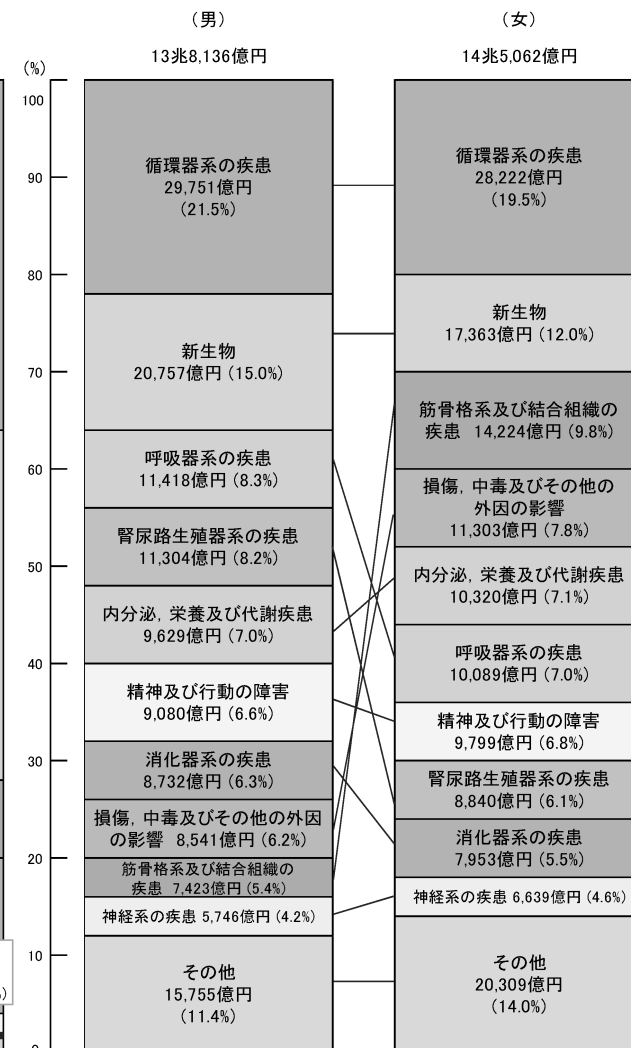 （男）
13兆8,136億円
(%)
100
90
80
70
60
50
40
30
20
10
0
循環器系の疾患
29,751億円
(21.5%)
新生物
20,757億円 (15.0%)
呼吸器系の疾患
11,418億円 (8.3%)
腎尿路生殖器系の疾患
11,304億円 (8.2%)
内分泌，栄養及び代謝疾患
9,629億円 (7.0%)
精神及び行動の障害
9,080億円 (6.6%)
消化器系の疾患
8,732億円 (6.3%)
損傷，中毒及びその他の外因
の影響 8,541億円 (6.2%)
筋骨格系及び結合組織の
疾患 7,423億円 (5.4%)
神経系の疾患 5,746億円 (4.2%)
その他
15,755億円
(11.4%)
（女）
14兆5,062億円
循環器系の疾患
28,222億円
(19.5%)
新生物
17,363億円 (12.0%)
筋骨格系及び結合組織の
疾患 14,224億円 (9.8%)
損傷，中毒及びその他の
外因の影響
11,303億円 (7.8%)
内分泌，栄養及び代謝疾患
10,320億円 (7.1%)
呼吸器系の疾患
10,089億円 (7.0%)
精神及び行動の障害
9,799億円 (6.8%)
腎尿路生殖器系の疾患
8,840億円 (6.1%)
消化器系の疾患
7,953億円 (5.5%)
神経系の疾患 6,639億円 (4.6%)
その他
20,309億円
(14.0%)